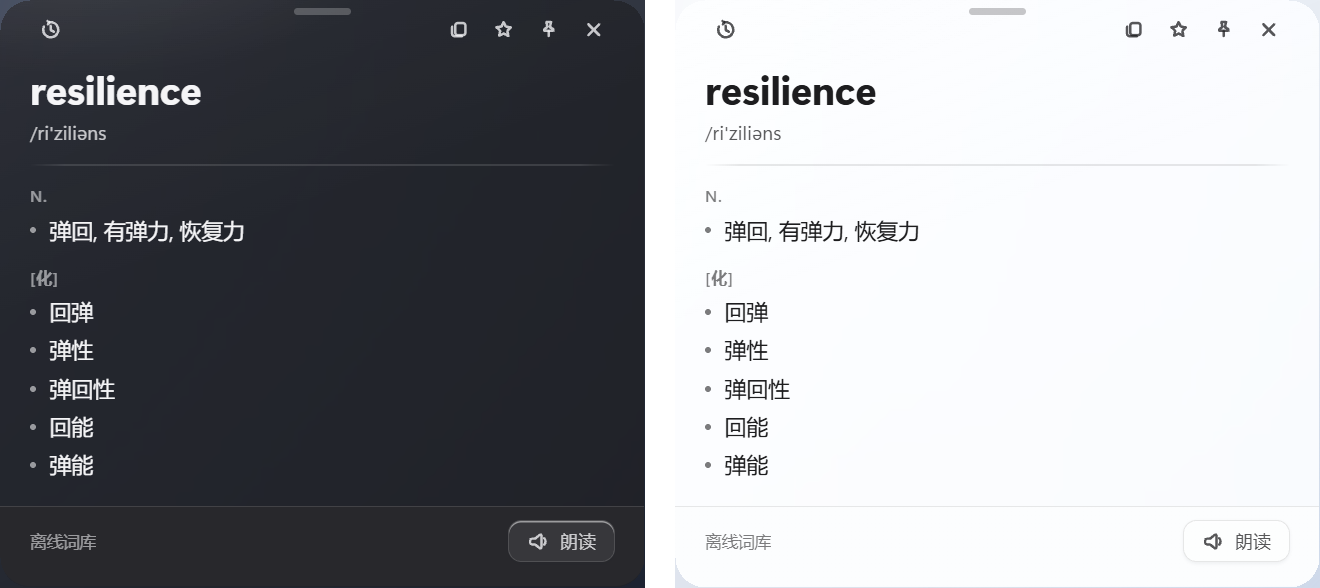 resilience
/ri'ziliəns
N.
• 弹回, 有弹力, 恢复力
[化]
• 回弹
• 弹性
• 弹回性
• 回能
• 弹能
离线词库
朗读
resilience
/ri'ziliəns
N.
• 弹回, 有弹力, 恢复力
[化]
• 回弹
• 弹性
• 弹回性
• 回能
• 弹能
离线词库
朗读